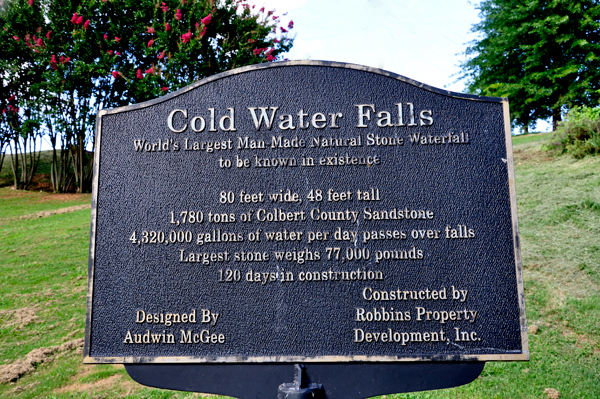 Cold Water Falls
World's Largest Man Made Natural Stone Waterfall
to be known in existence
80 feet wide, 48 feet tall
1,780 tons of Colbert County Sandstone
4,320,000 gallons of water per day passes over falls
Largest stone weighs 77,000 pounds
120 days in construction
Designed By
Audwin McGee
Constructed by
Robbins Property
Development, Inc.